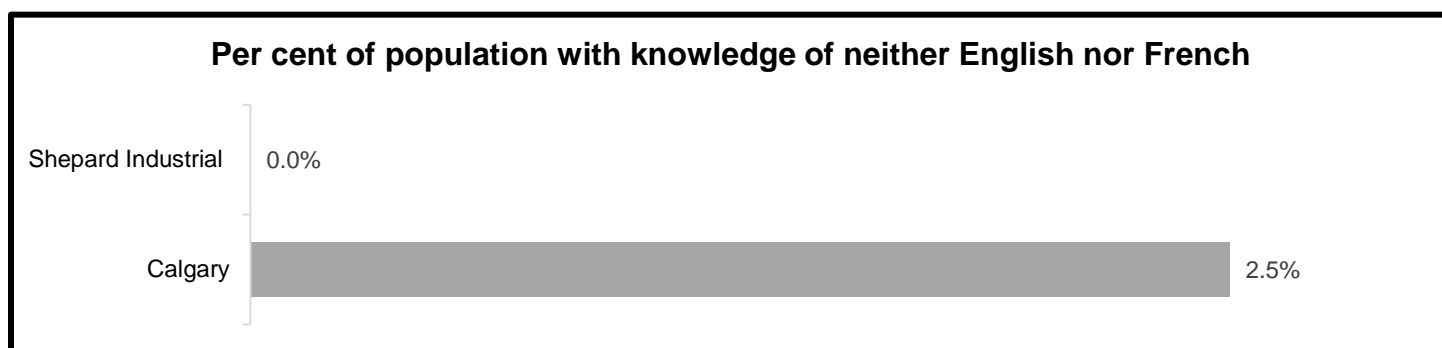 Per cent of population with knowledge of neither English nor French
Shepard Industrial
0.0%
Calgary
2.5%